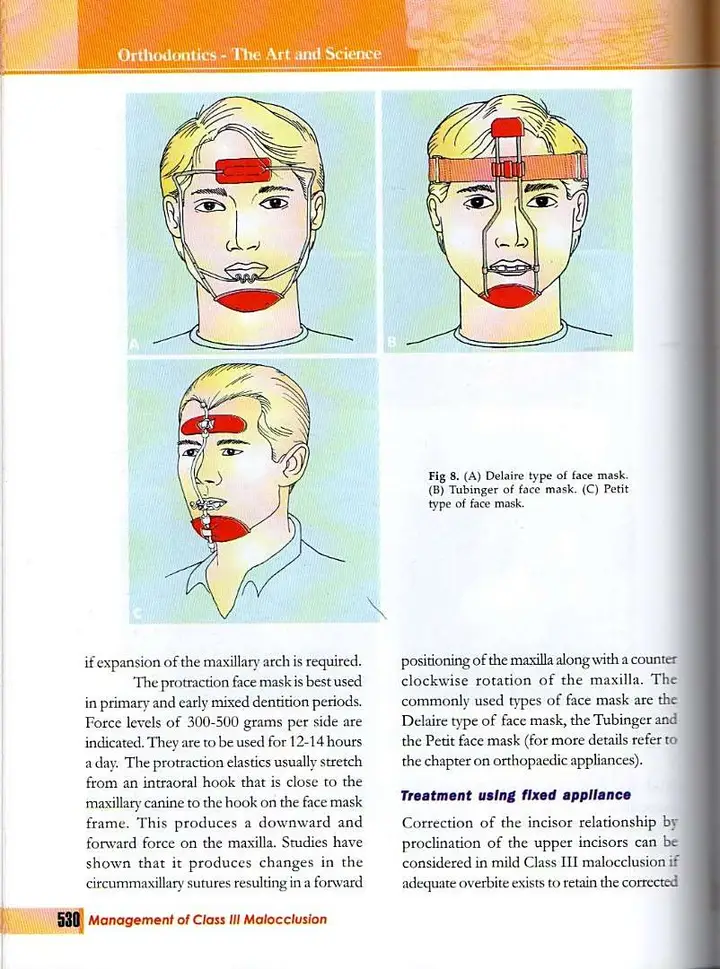 Orthodontics - The Art and Science
A
B
C
Fig 8. (A) Delaire type of face mask.
(B) Tubinger of face mask. (C) Petit
type of face mask.
if expansion of the maxillary arch is required.
The protraction face mask is best used
in primary and early mixed dentition periods.
Force levels of 300-500 grams per side are
indicated. They are to be used for 12-14 hours
a day. The protraction elastics usually stretch
from an intraoral hook that is close to the
maxillary canine to the hook on the face mask
frame. This produces a downward and
forward force on the maxilla. Studies have
shown that it produces changes in the
circummaxillary sutures resulting in a forward
positioning of the maxilla along with a counter
clockwise rotation of the maxilla. The
commonly used types of face mask are the
Delaire type of face mask, the Tubinger and
the Petit face mask (for more details refer to
the chapter on orthopaedic appliances).
Treatment using fixed appliance
Correction of the incisor relationship by
proclination of the upper incisors can be
considered in mild Class III malocclusion if
adequate overbite exists to retain the corrected
530 Management of Class III Malocclusion